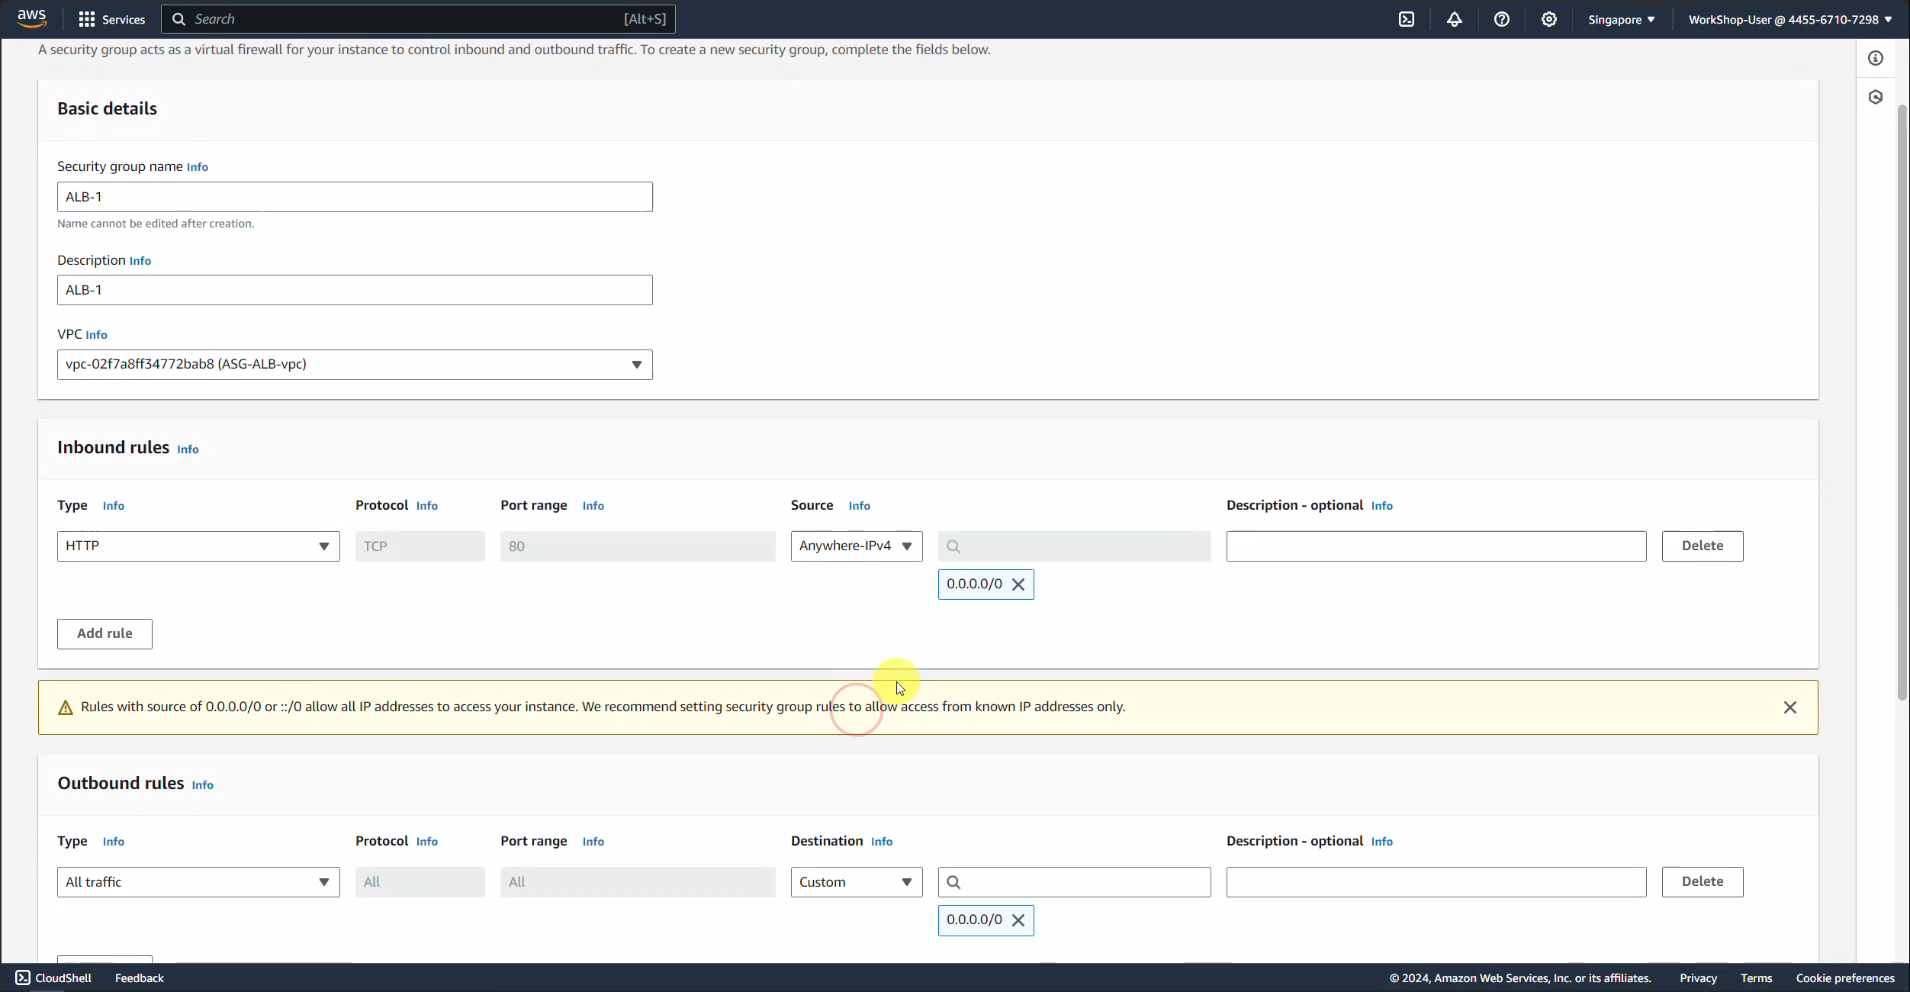 aws Services Search [Alt+S] Singapore WorkShop-User @ 4455-6710-7298
A security group acts as a virtual firewall for your instance to control inbound and outbound traffic. To create a new security group, complete the fields below.
Basic details
Security group name Info
ALB-1
Name cannot be edited after creation.
Description Info
ALB-1
VPC Info
vpc-02f7a8ff34772bab8 (ASG-ALB-vpc)
Inbound rules Info
Type Info Protocol Info Port range Info Source Info Description - optional Info
HTTP TCP 80 Anywhere-IPv4 Delete
0.0.0.0/0
Add rule
Rules with source of 0.0.0.0/0 or ::/0 allow all IP addresses to access your instance. We recommend setting security group rules to allow access from known IP addresses only.
Outbound rules Info
Type Info Protocol Info Port range Info Destination Info Description - optional Info
All traffic All All Custom Delete
0.0.0.0/0
CloudShell Feedback © 2024, Amazon Web Services, Inc. or its affiliates. Privacy Terms Cookie preferences